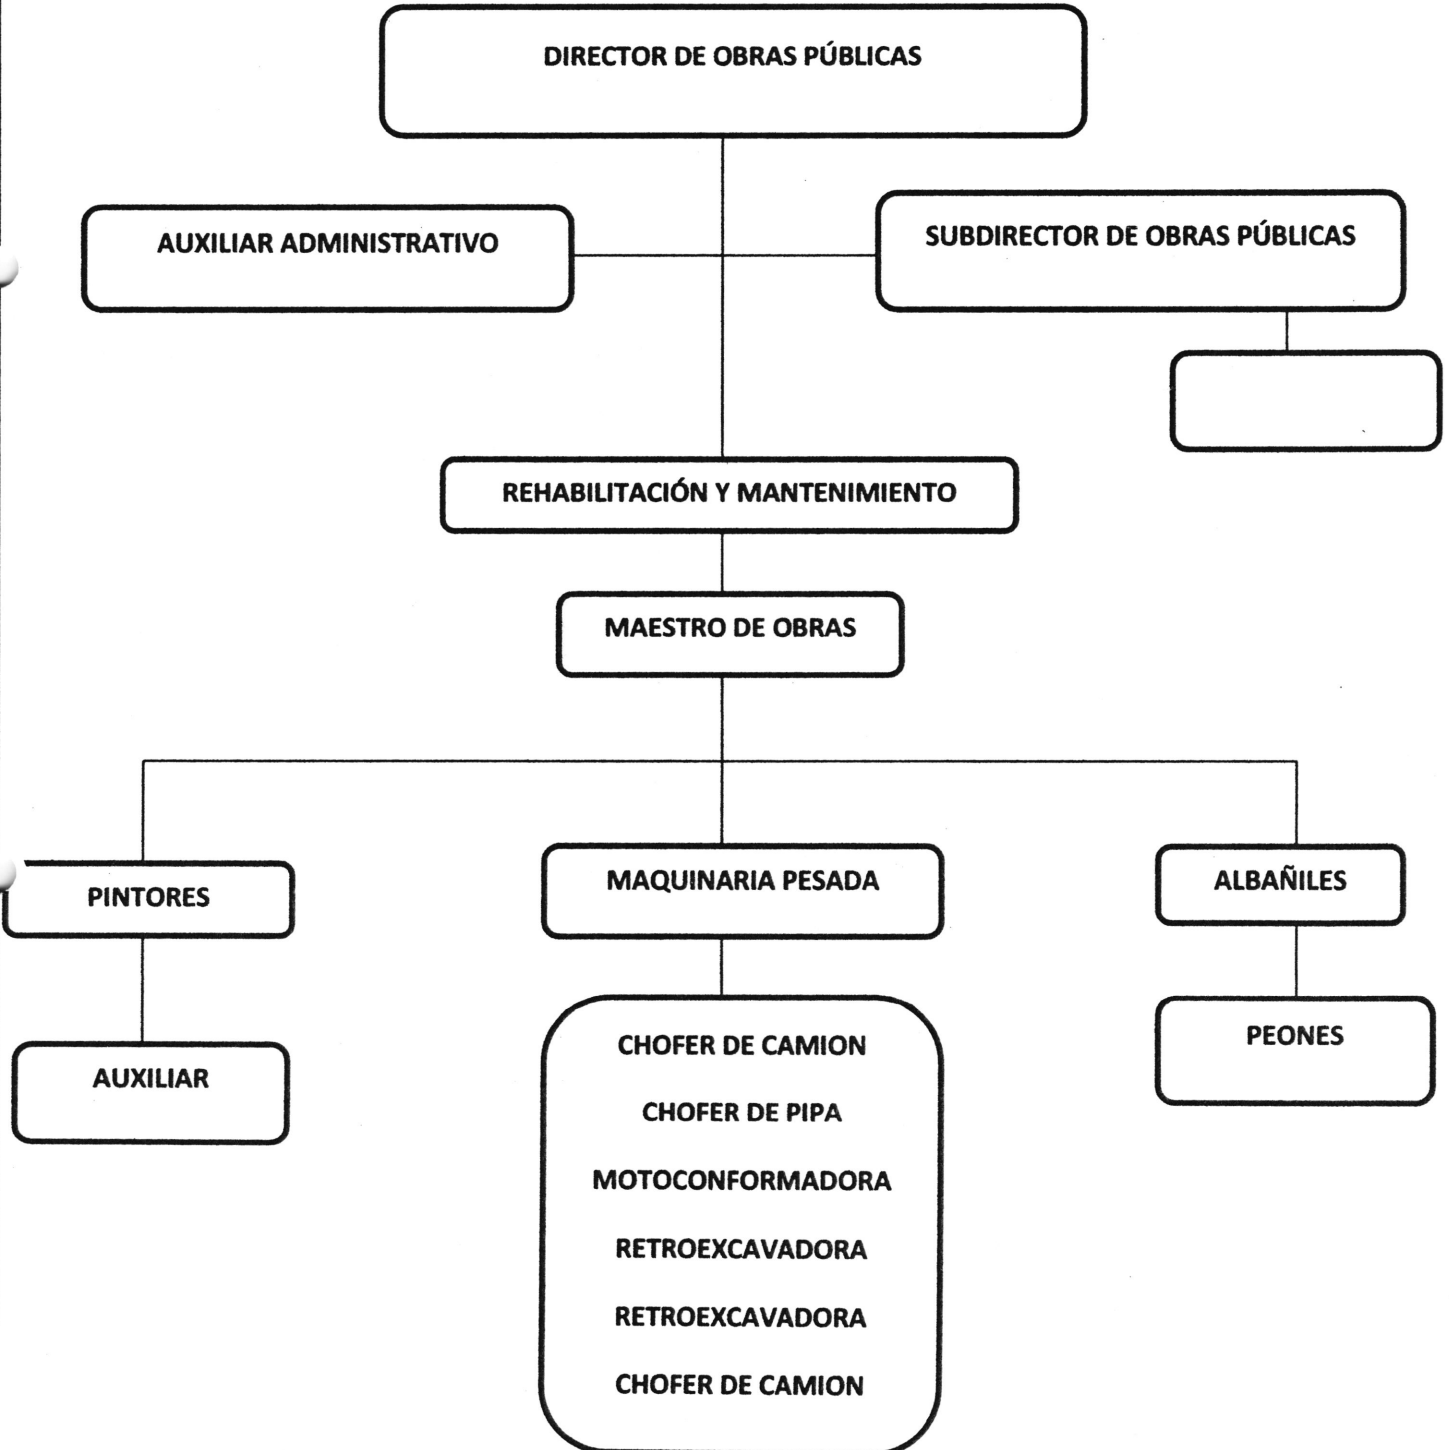 DIRECTOR DE OBRAS PÚBLICAS
AUXILIAR ADMINISTRATIVO
SUBDIRECTOR DE OBRAS PÚBLICAS
REHABILITACIÓN Y MANTENIMIENTO
MAESTRO DE OBRAS
PINTORES
MAQUINARIA PESADA
ALBAÑILES
AUXILIAR
CHOFER DE CAMION
CHOFER DE PIPA
MOTOCONFORMADORA
RETROEXCAVADORA
RETROEXCAVADORA
CHOFER DE CAMION
PEONES